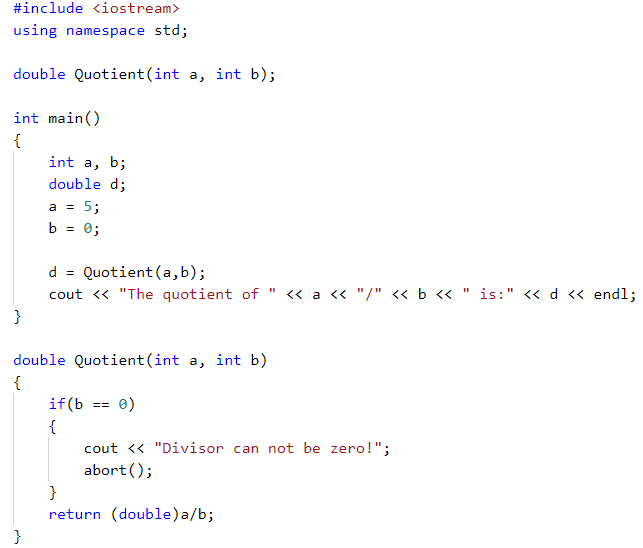 #include <iostream>
using namespace std;
double Quotient(int a, int b);
int main()
{
    int a, b;
    double d;
    a = 5;
    b = 0;
    d = Quotient(a,b);
    cout << "The quotient of " << a << "/" << b << " is:" << d << endl;
}
double Quotient(int a, int b)
{
    if(b == 0)
    {
        cout << "Divisor can not be zero!";
        abort();
    }
    return (double)a/b;
}